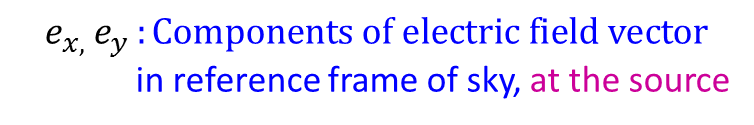 e_x, e_y : Components of electric field vector
in reference frame of sky, at the source